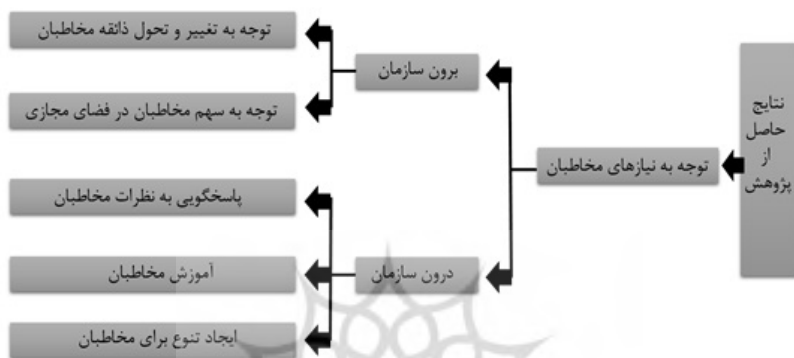 نتایج
حاصل
از
پژوهش
توجه به نیازهای مخاطبان
برون سازمان
توجه به تغییر و تحول ذائقه مخاطبان
توجه به سهم مخاطبان در فضای مجازی
درون سازمان
پاسخگویی به نظرات مخاطبان
آموزش مخاطبان
ایجاد تنوع برای مخاطبان